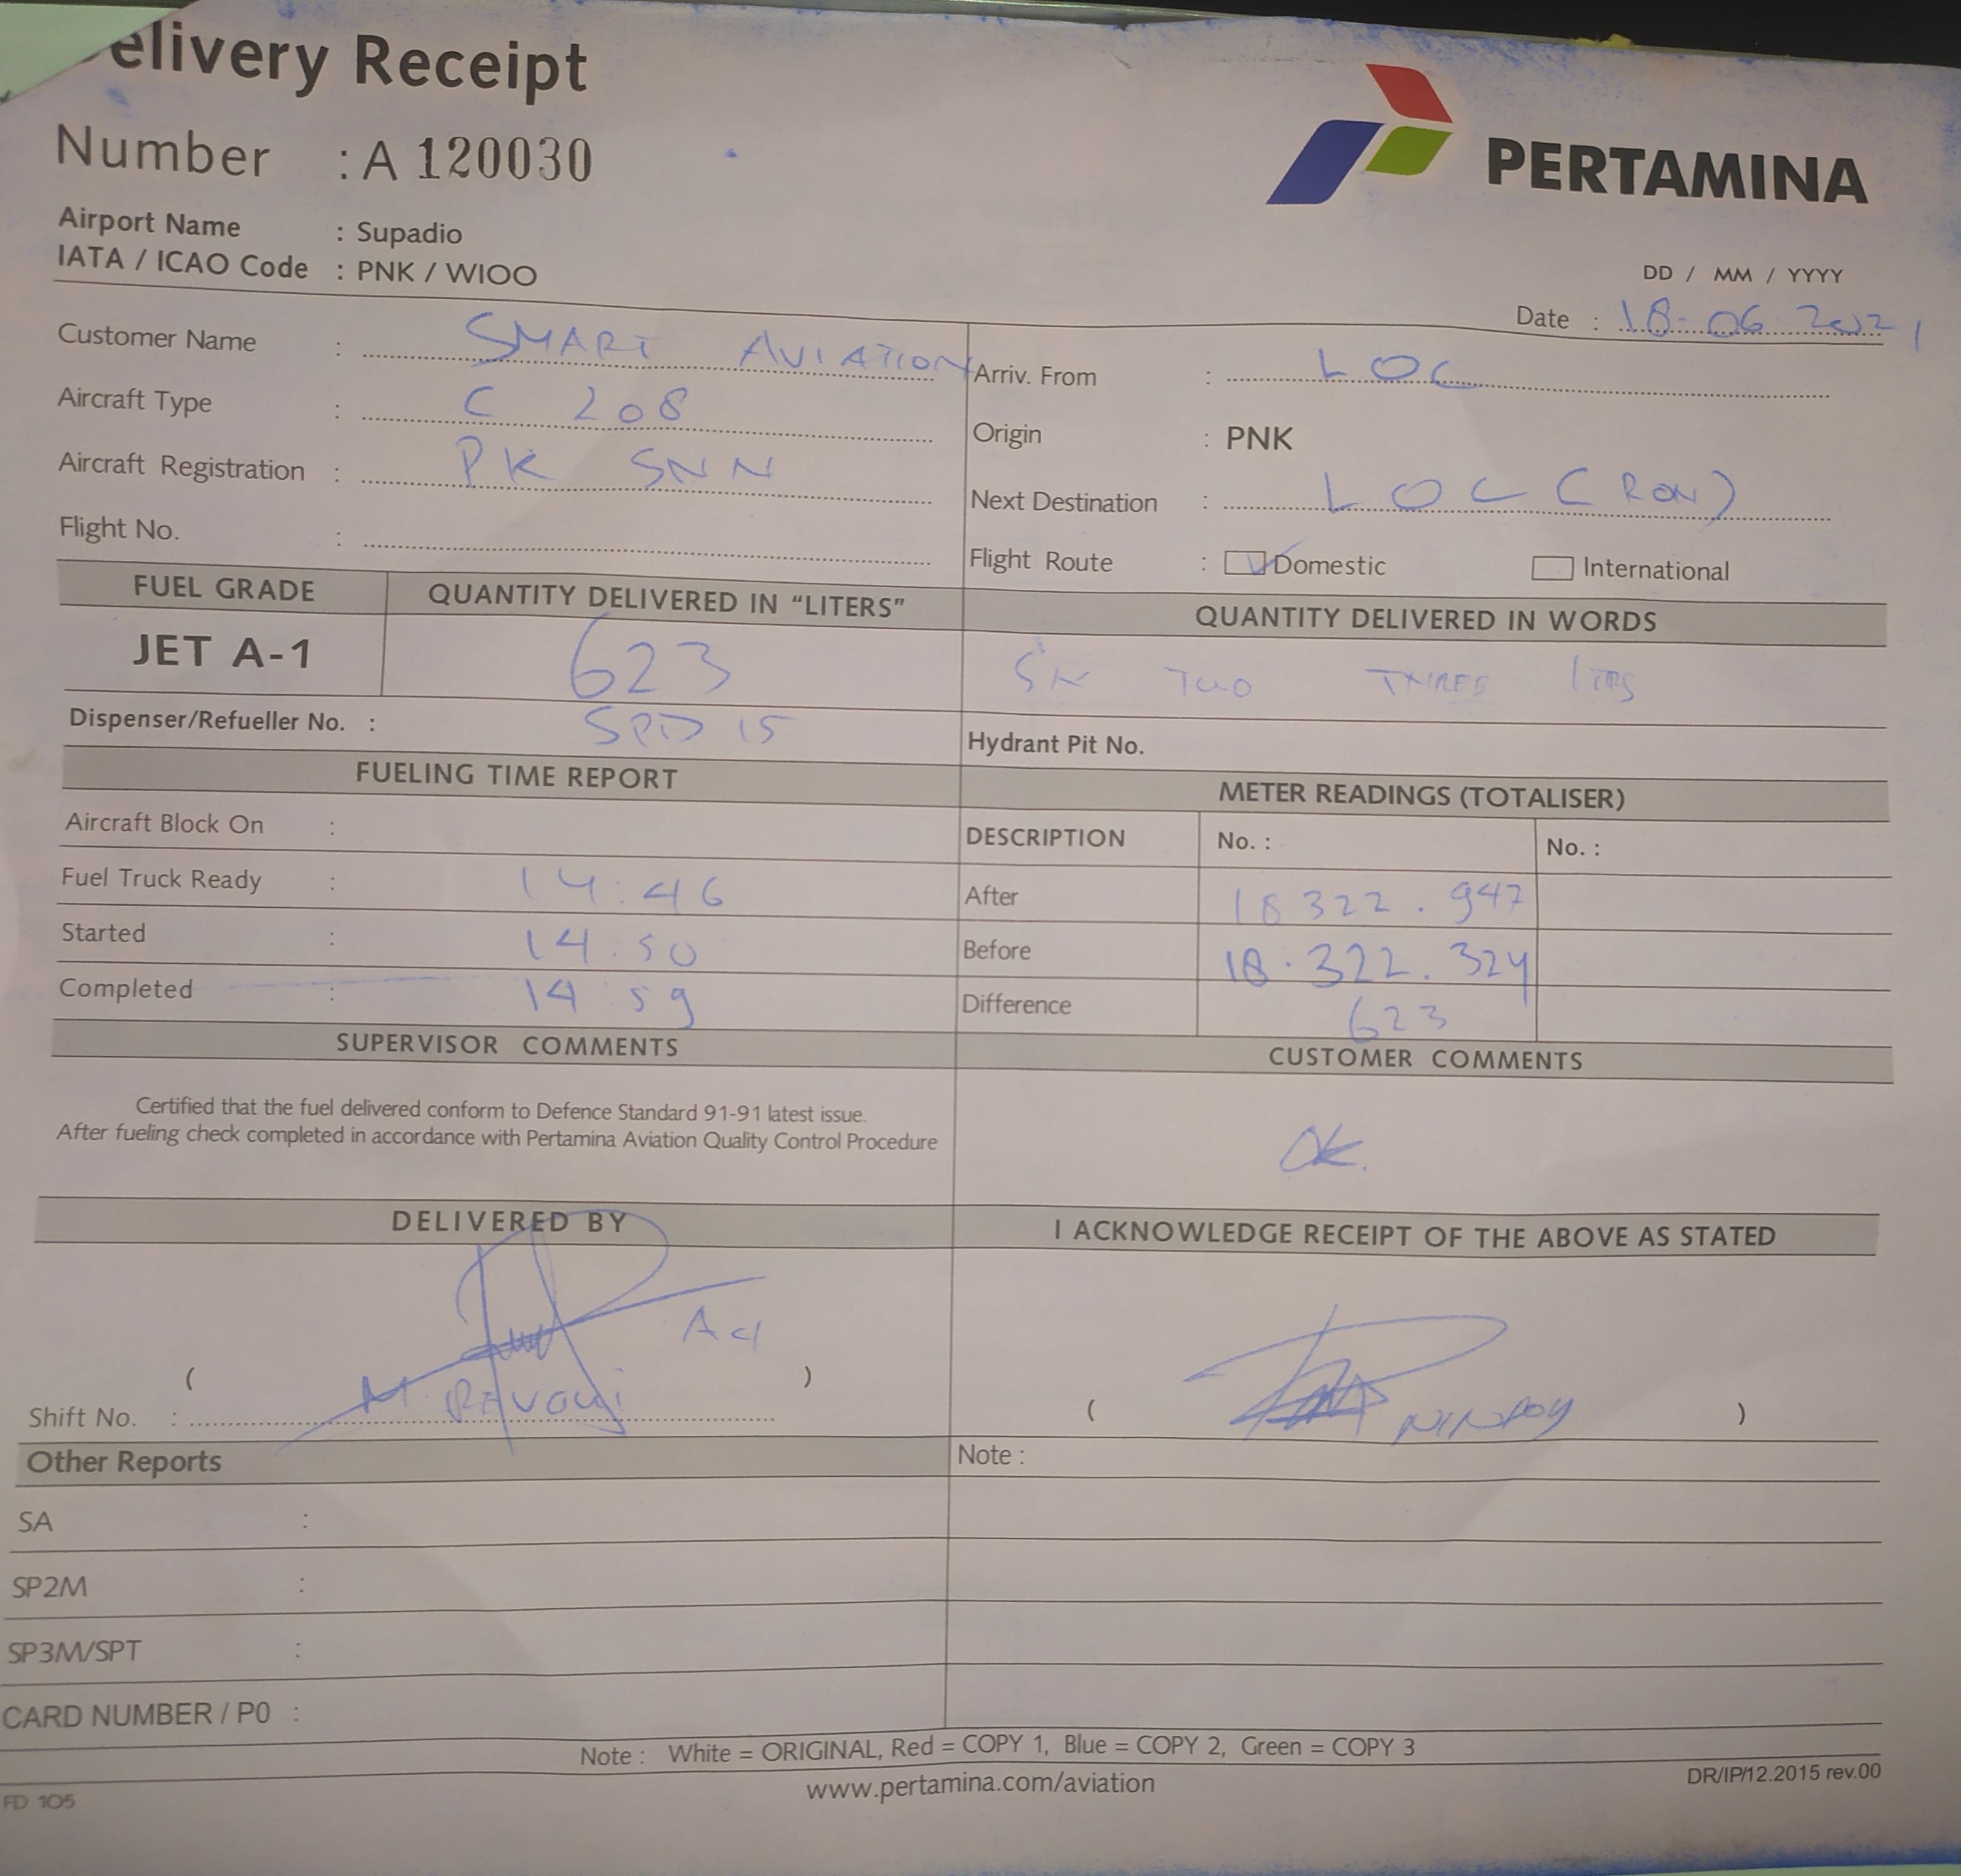 elivery Receipt
PERTAMINA
Number : A 120030
Airport Name : Supadio
IATA / ICAO Code : PNK / WIOO
DD / MM / YYYY
Date : 18-06-2021
Customer Name : SMART AVIATION
Arriv. From : LOC
Aircraft Type : C 208
Origin : PNK
Aircraft Registration : PK SNN
Next Destination : LOC (RON)
Flight No. :
Flight Route : Domestic International
FUEL GRADE QUANTITY DELIVERED IN "LITERS" QUANTITY DELIVERED IN WORDS
JET A-1 623 TWO THREE
Dispenser/Refueller No. : SPD 15
Hydrant Pit No.
FUELING TIME REPORT METER READINGS (TOTALISER)
Aircraft Block On :
DESCRIPTION No. : No. :
Fuel Truck Ready : 14:46
After 18 322.947
Started : 14:50
Before 18.322.324
Completed : 14:59
Difference 623
SUPERVISOR COMMENTS CUSTOMER COMMENTS
Certified that the fuel delivered conform to Defence Standard 91-91 latest issue.
After fueling check completed in accordance with Pertamina Aviation Quality Control Procedure
OK.
DELIVERED BY I ACKNOWLEDGE RECEIPT OF THE ABOVE AS STATED
( )
Shift No. :
( )
Other Reports Note :
SA :
SP2M :
SP3M/SPT :
CARD NUMBER / P0 :
Note : White = ORIGINAL, Red = COPY 1, Blue = COPY 2, Green = COPY 3
www.pertamina.com/aviation
DR/IP/12.2015 rev.00
FD 105